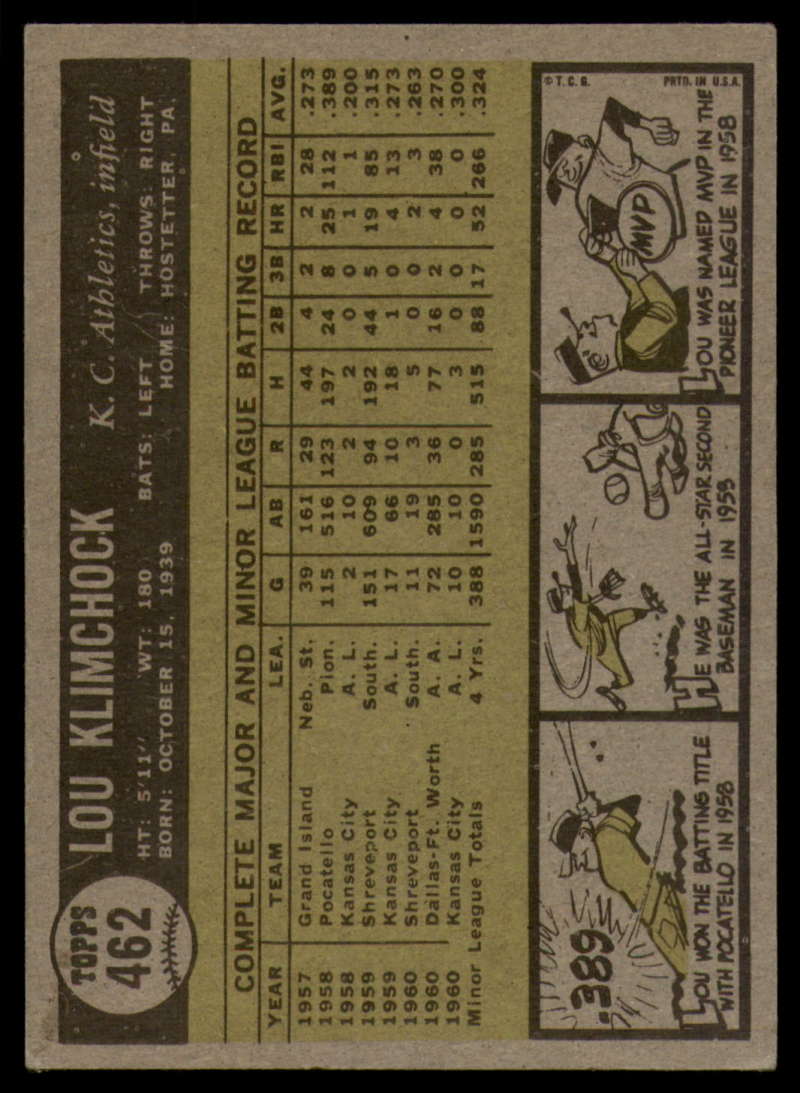 TOPPS
462
LOU KLIMCHOCK K. C. Athletics, infield
HT: 5'11" WT: 180 BATS: LEFT THROWS: RIGHT
BORN: OCTOBER 15, 1939 HOME: HOSTETTER, PA.
COMPLETE MAJOR AND MINOR LEAGUE BATTING RECORD
YEAR TEAM LEA. G AB R H 2B 3B HR RBI AVG.
1957 Grand Island Neb. St. 39 161 29 44 4 2 2 28 .273
1958 Pocatello Pion. 115 516 123 197 24 8 25 112 .389
1958 Kansas City A. L. 2 10 2 2 0 0 1 1 .200
1959 Shreveport South. 151 609 94 192 44 5 19 85 .315
1959 Kansas City A. L. 17 66 10 18 1 0 4 13 .273
1960 Shreveport South. 11 19 3 5 0 0 2 3 .263
1960 Dallas-Ft. Worth A. A. 72 285 36 77 16 2 4 38 .270
1960 Kansas City A. L. 10 10 0 3 0 0 0 0 .300
Minor League Totals 4 Yrs. 388 1590 285 515 88 17 52 266 .324
.389
LOU WON THE BATTING TITLE
WITH POCATELLO IN 1958
HE WAS THE ALL-STAR SECOND
BASEMAN IN 1958
© T. C. G. PRTD. IN U.S.A.
MVP
LOU WAS NAMED MVP IN THE
PIONEER LEAGUE IN 1958